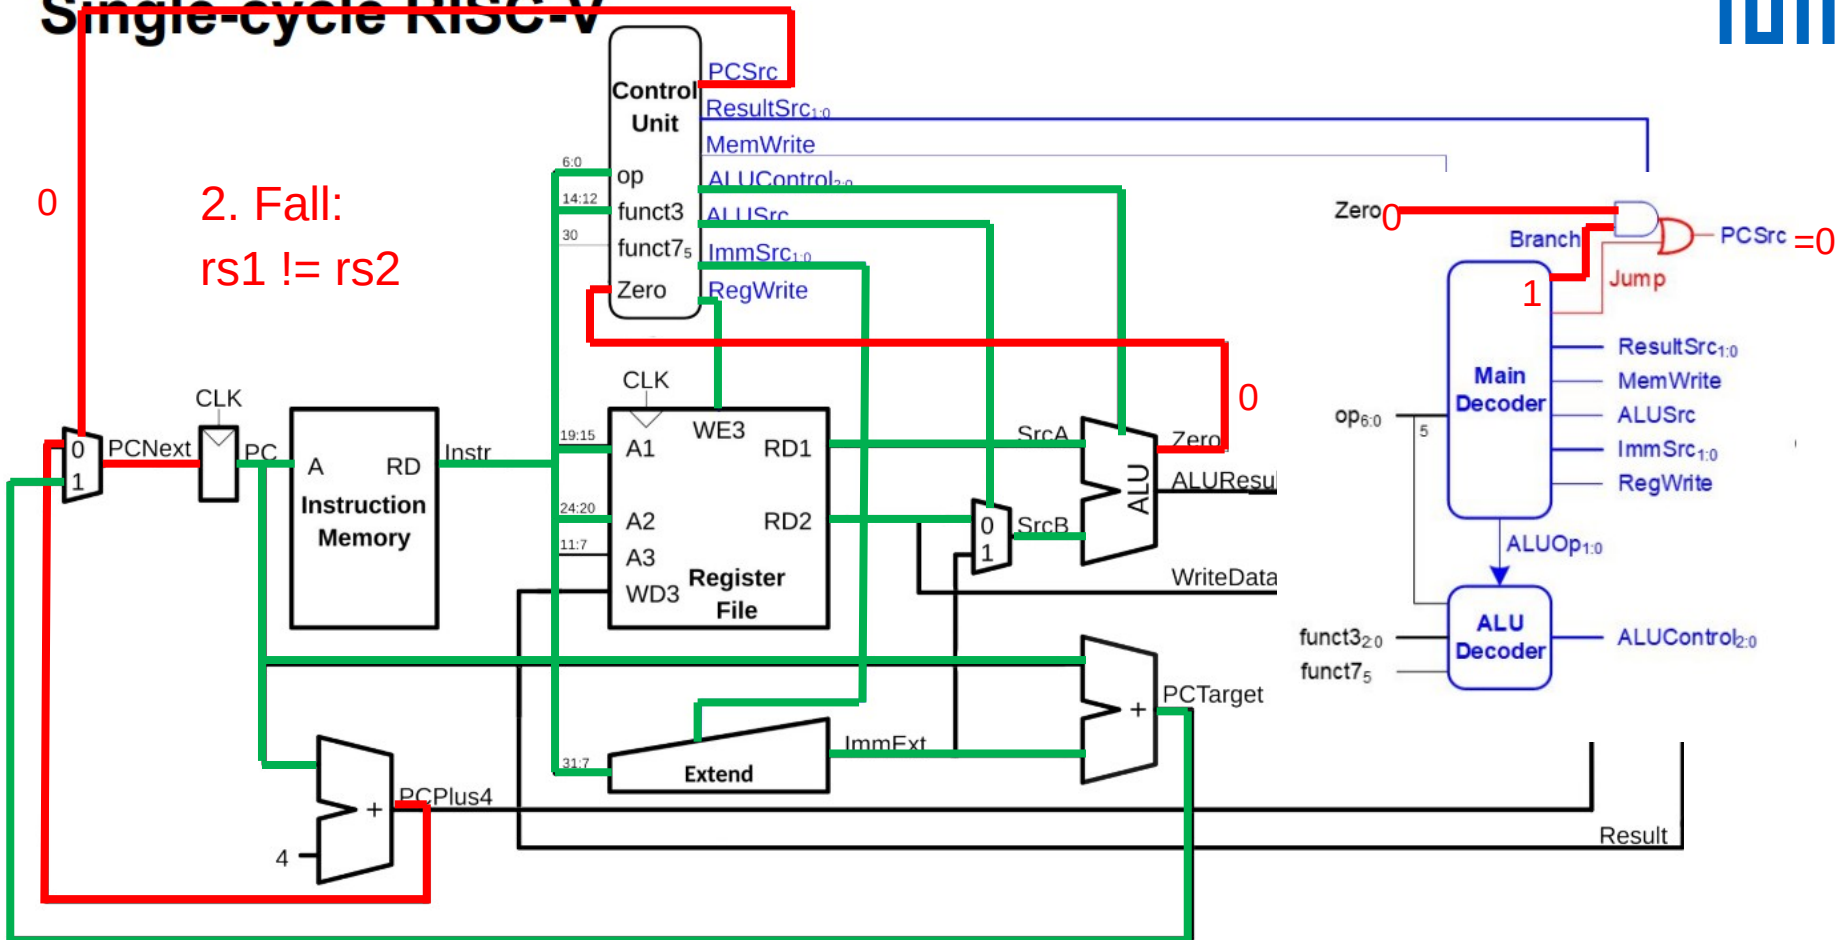 Single-cycle RISC-V
TUM
0
2. Fall:
rs1 != rs2
Control
Unit
PCSrc
ResultSrc1:0
MemWrite
ALUControl2:0
ALUSrc
ImmSrc1:0
RegWrite
6:0
op
14:12
funct3
30
funct75
Zero
Zero
0
Branch
PCSrc
=0
1
Jump
Main
Decoder
ResultSrc1:0
MemWrite
ALUSrc
ImmSrc1:0
RegWrite
op6:0
5
ALUOp1:0
ALU
Decoder
funct32:0
funct75
ALUControl2:0
CLK
CLK
0
1
PCNext
PC
A
RD
Instruction
Memory
Instr
19:15
A1
WE3
RD1
24:20
A2
RD2
11:7
A3
WD3
Register
File
SrcA
0
1
SrcB
ALU
Zero
0
ALUResul
WriteData
31:7
Extend
ImmExt
+
PCTarget
PCPlus4
+
4
Result